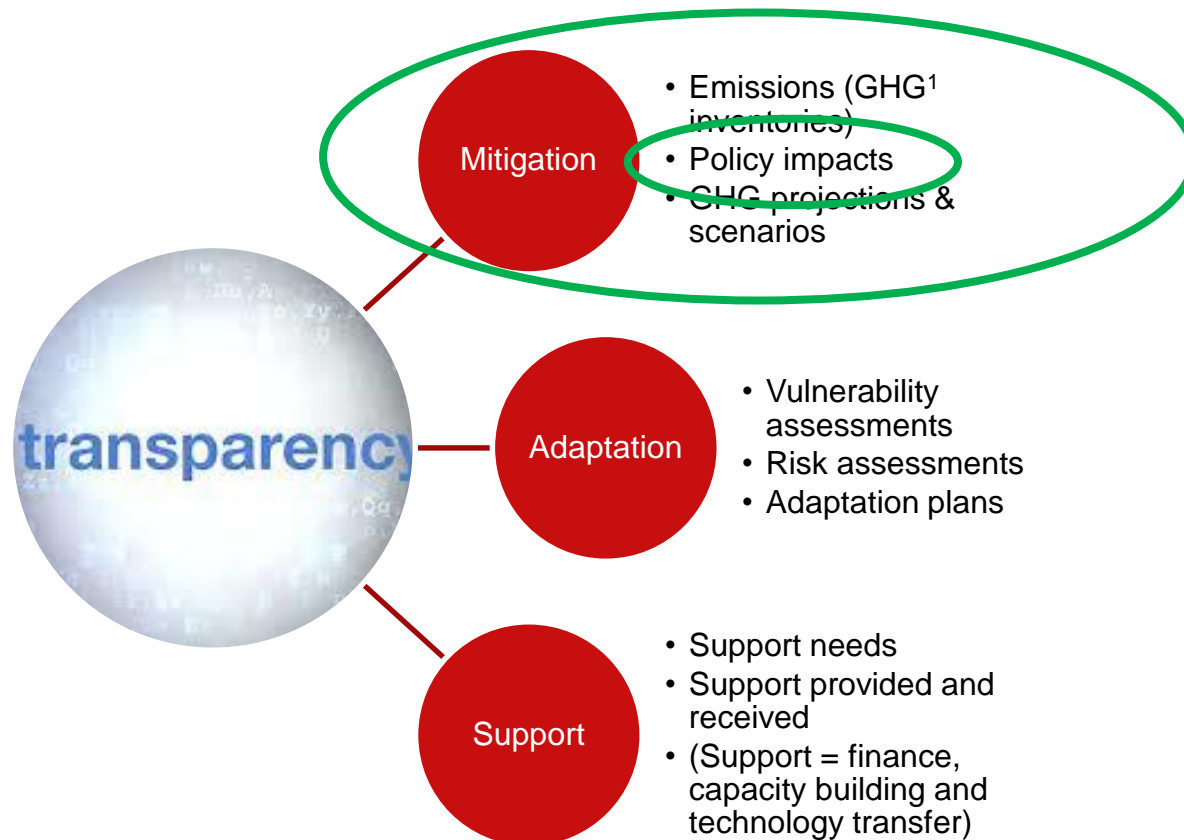 Mitigation
• Emissions (GHG¹
inventories)
• Policy impacts
• GHG projections &
scenarios
transparency
Adaptation
• Vulnerability
assessments
• Risk assessments
• Adaptation plans
Support
• Support needs
• Support provided and
received
• (Support = finance,
capacity building and
technology transfer)